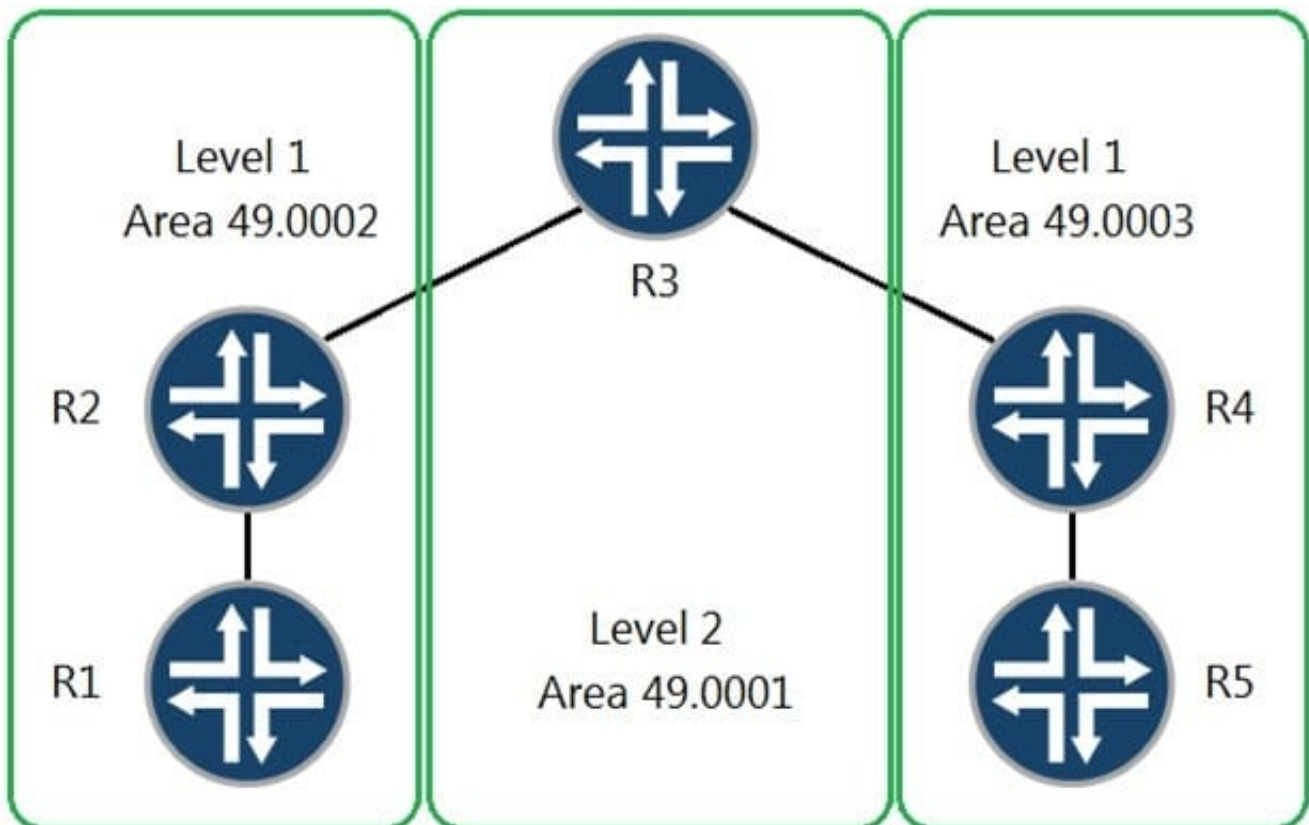 Level 1
Area 49.0002
Level 1
Area 49.0003
R3
R2
R4
R1
Level 2
Area 49.0001
R5